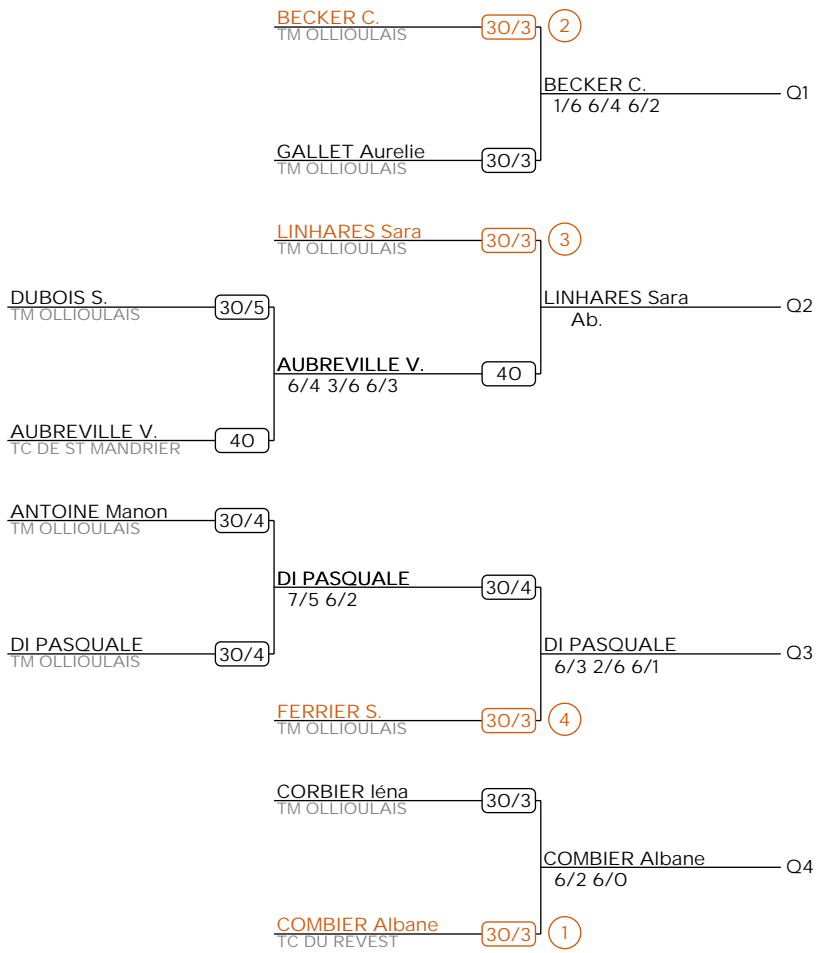 BECKER C. 30/3 2
TM OLLIOULAIS
BECKER C. Q1
1/6 6/4 6/2
GALLET Aurelie 30/3
TM OLLIOULAIS
LINHARES Sara 30/3 3
TM OLLIOULAIS
DUBOIS S. 30/5
TM OLLIOULAIS
LINHARES Sara Q2
Ab.
AUBREVILLE V. 40
6/4 3/6 6/3
AUBREVILLE V. 40
TC DE ST MANDRIER
ANTOINE Manon 30/4
TM OLLIOULAIS
DI PASQUALE 30/4
7/5 6/2
DI PASQUALE 30/4
TM OLLIOULAIS
DI PASQUALE Q3
6/3 2/6 6/1
FERRIER S. 30/3 4
TM OLLIOULAIS
CORBIER Iéna 30/3
TM OLLIOULAIS
COMBIER Albane Q4
6/2 6/0
COMBIER Albane 30/3 1
TC DU REVEST